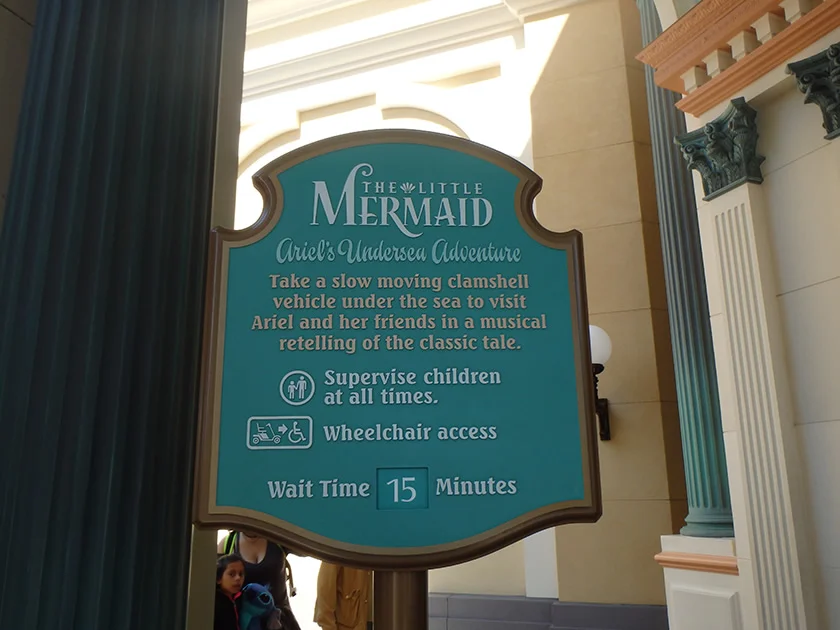 THE LITTLE
MERMAID
Ariel's Undersea Adventure
Take a slow moving clamshell
vehicle under the sea to visit
Ariel and her friends in a musical
retelling of the classic tale.
Supervise children
at all times.
Wheelchair access
Wait Time 15 Minutes